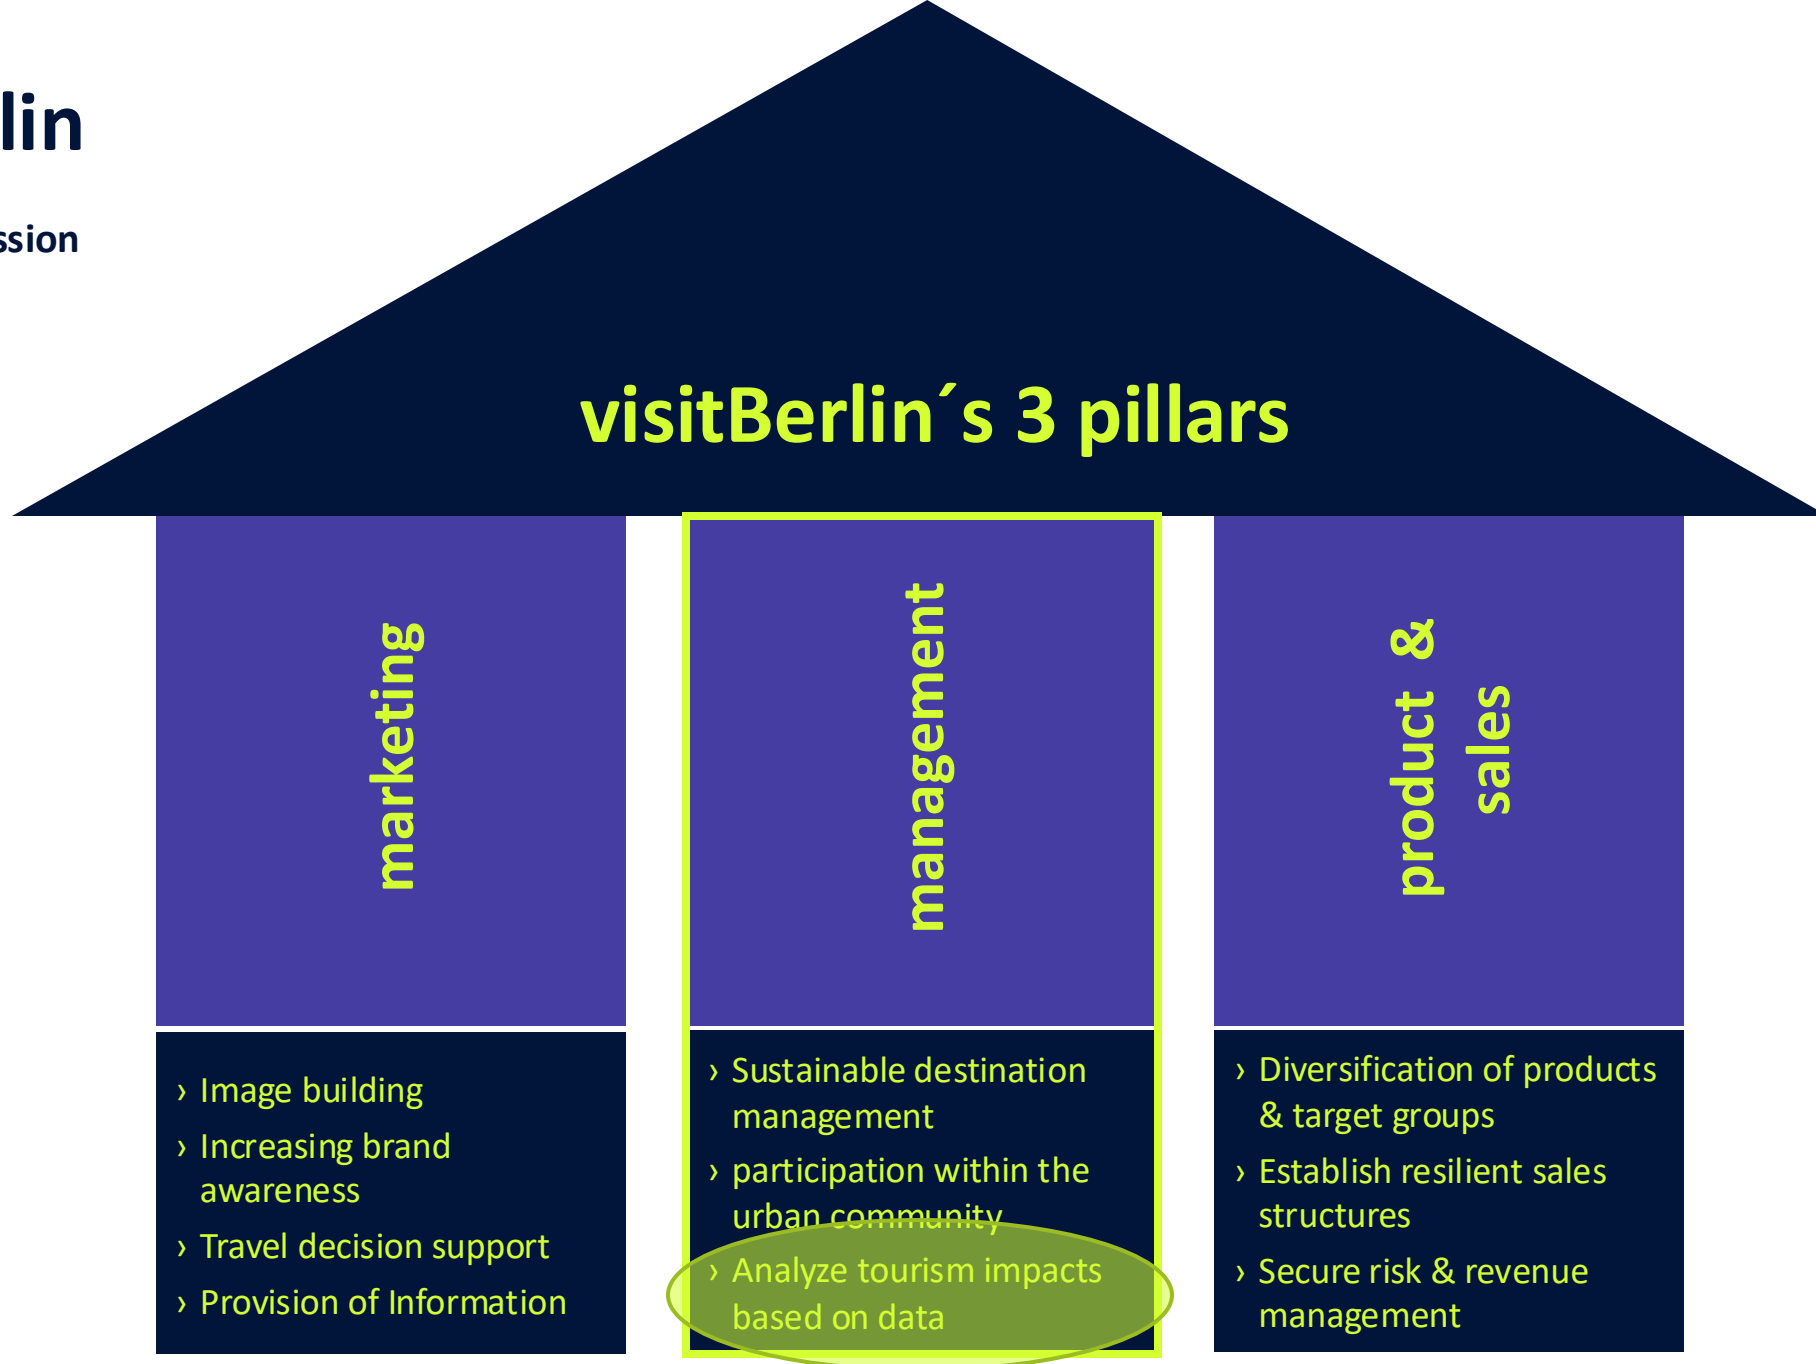 lin
ssion
visitBerlin´s 3 pillars
marketing
› Image building
› Increasing brand
awareness
› Travel decision support
› Provision of Information
management
› Sustainable destination
management
› participation within the
urban community
› Analyze tourism impacts
based on data
product &
sales
› Diversification of products
& target groups
› Establish resilient sales
structures
› Secure risk & revenue
management